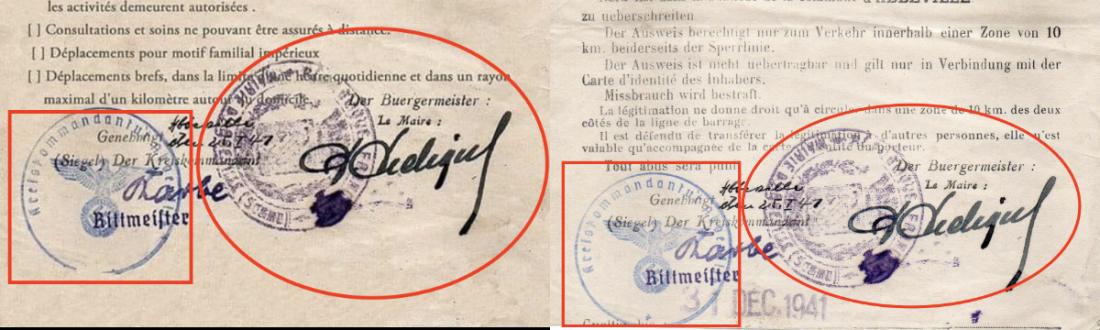 les activités demeurent autorisées .
[ ] Consultations et soins ne pouvant être assurés à distance.
[ ] Déplacements pour motif familial impérieux
[ ] Déplacements brefs, dans la limite d'une heure quotidienne et dans un rayon
maximal d'un kilomètre autour du domicile
Der Buergermeister :
Le Maire :
Kreiskommandantur
Genehmigt
(Siegel) Der Kreiskommandant
Rittmeister
MAIRIE
(SOMME)
zu ueberschreiten
Der Ausweis berechtigt nur zum Verkehr innerhalb einer Zone von 10
km. beiderseits der Sperrlinie.
Der Ausweis ist nicht uebertragbar und gilt nur in Verbindung mit der
Carte d'identité des Inhabers.
Missbrauch wird bestraft.
La légitimation ne donne droit qu'à circuler dans une zone de 10 km. des deux
côtés de la ligne de barrage.
Il est défendu de transférer la légitimation à d'autres personnes, elle n'est
valable qu'accompagnée de la carte d'identité du porteur.
Tout abus sera puni
Der Buergermeister :
Le Maire :
Kreiskommandantur
(Siegel) Der Kreiskommandant
Rittmeister
MAIRIE
(SOMME)
31 DEC. 1941